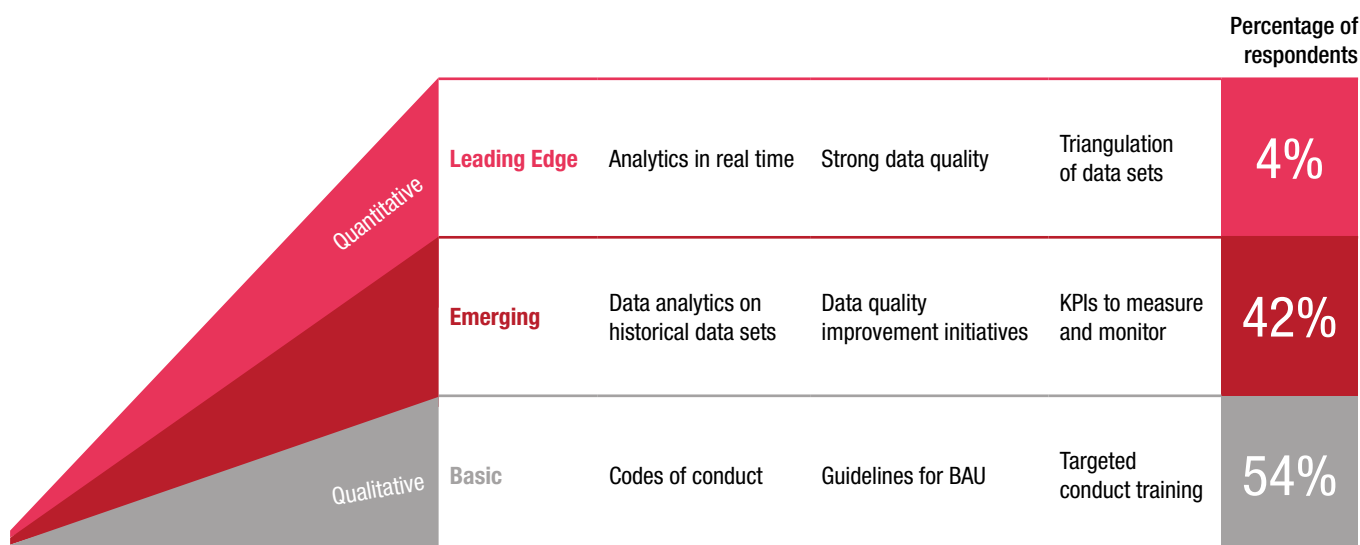 Percentage of
respondents
Quantitative
Leading Edge
Analytics in real time
Strong data quality
Triangulation
of data sets
4%
Emerging
Data analytics on
historical data sets
Data quality
improvement initiatives
KPIs to measure
and monitor
42%
Qualitative
Basic
Codes of conduct
Guidelines for BAU
Targeted
conduct training
54%